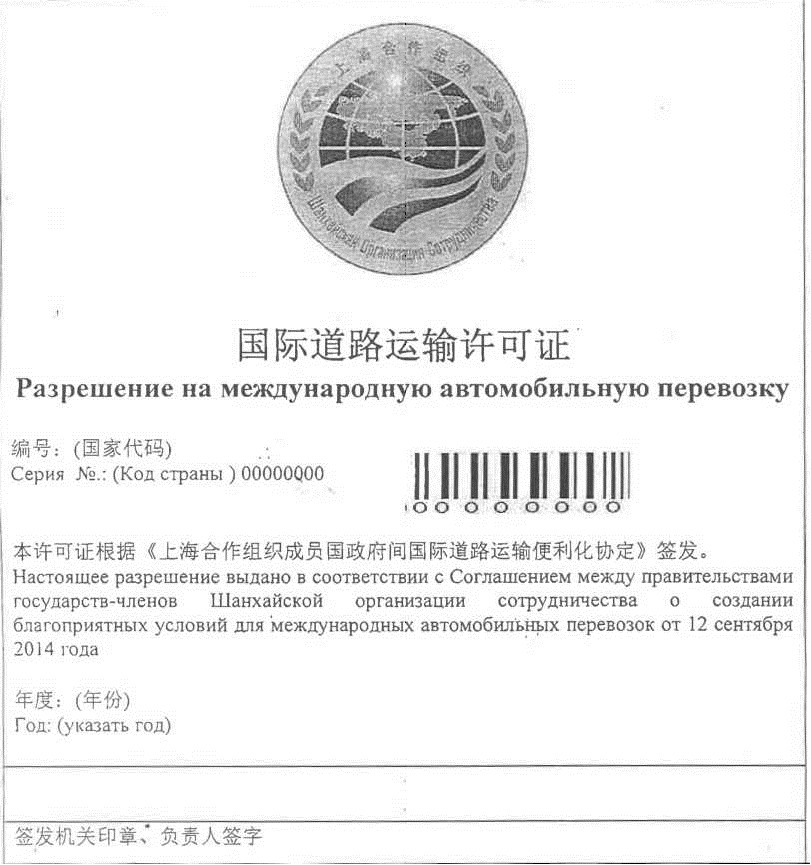 上海合作组织
Шанхайская Организация Сотрудничества
国际道路运输许可证
Разрешение на международную автомобильную перевозку
编号：(国家代码)
Серия №.: (Код страны ) 00000000
00000000
本许可证根据《上海合作组织成员国政府间国际道路运输便利化协定》签发。
Настоящее разрешение выдано в соответствии с Соглашением между правительствами
государств-членов Шанхайской организации сотрудничества о создании
благоприятных условий для международных автомобильных перевозок от 12 сентября
2014 года
年度：(年份)
Год: (указать год)
签发机关印章、负责人签字